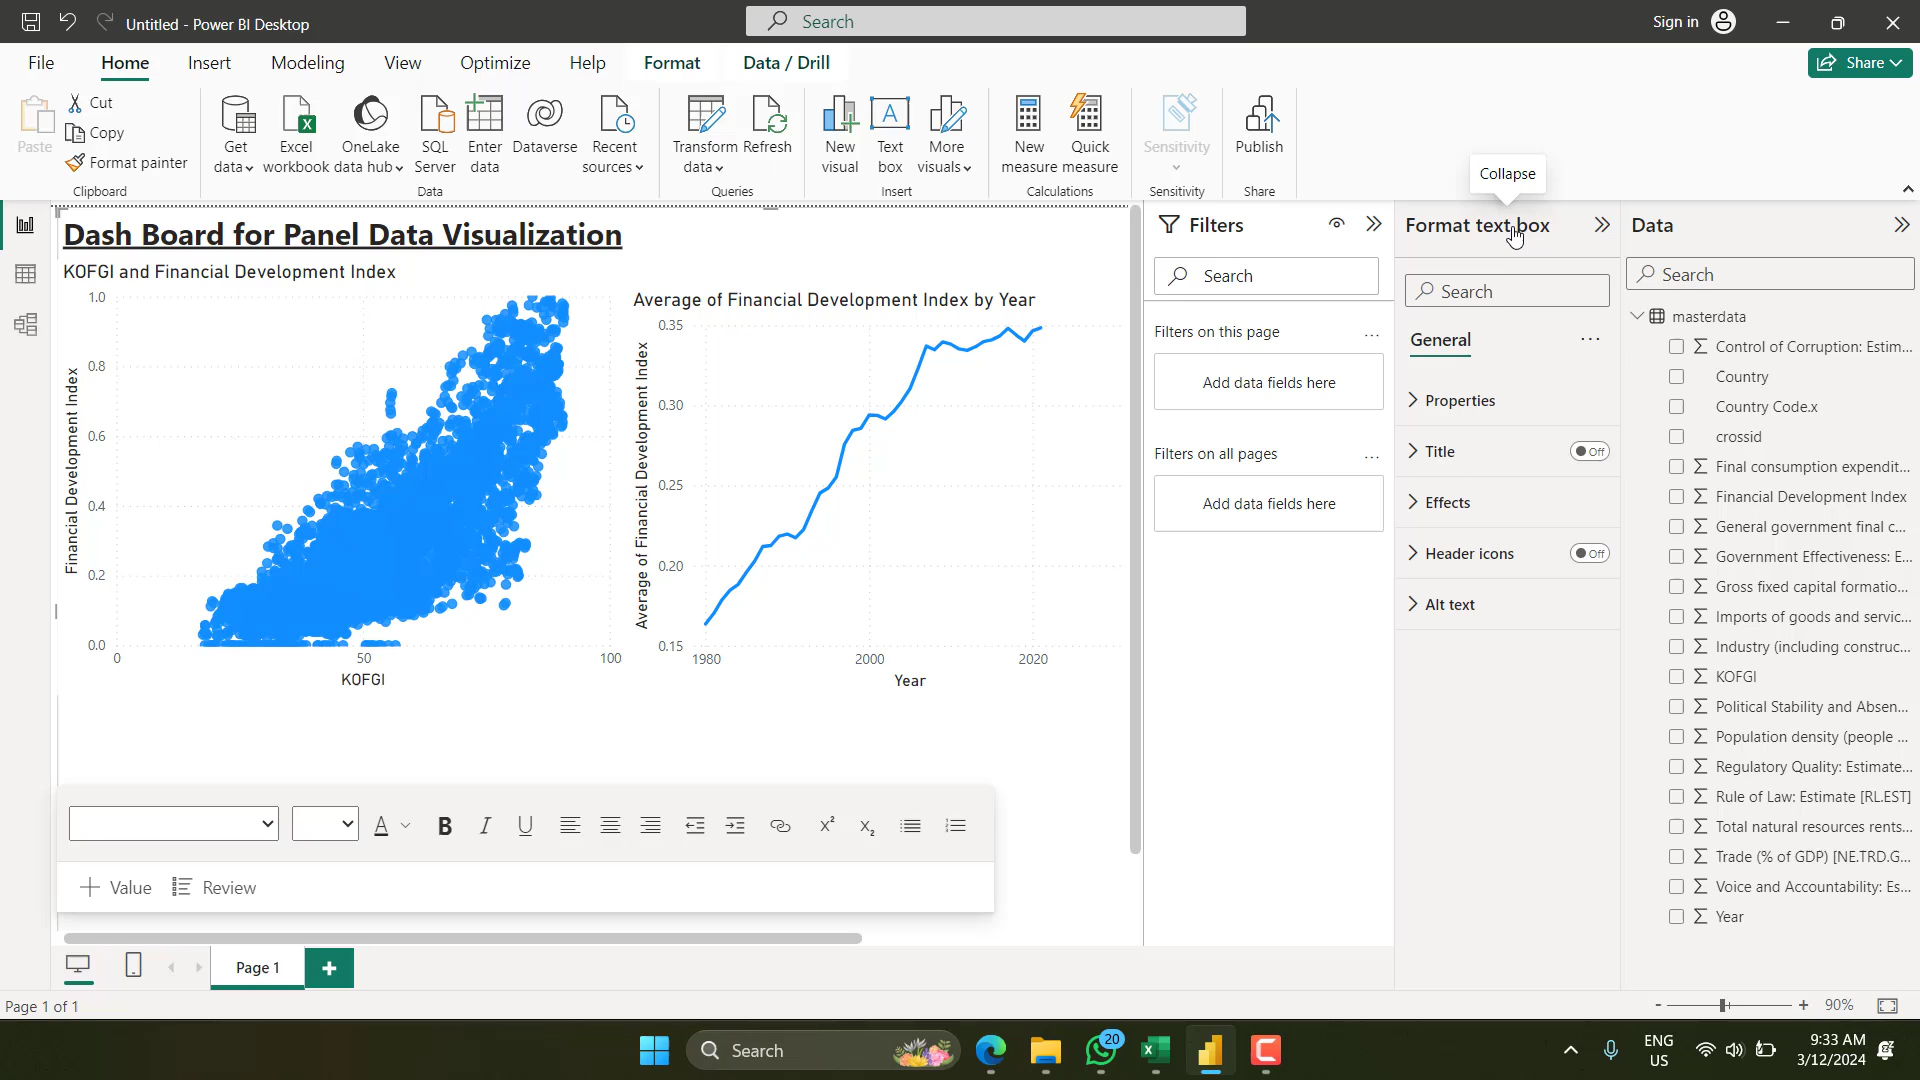 Untitled - Power BI Desktop
Search
Sign in
File Home Insert Modeling View Optimize Help Format Data / Drill
Share
Paste
Cut
Copy
Format painter
Clipboard
Get data
Excel workbook
OneLake data hub
SQL Server
Enter data
Dataverse
Recent sources
Data
Transform data
Refresh
Queries
New visual
Text box
More visuals
Insert
New measure
Quick measure
Calculations
Sensitivity
Sensitivity
Publish
Share
Collapse
Dash Board for Panel Data Visualization
KOFGI and Financial Development Index
1.0
0.8
0.6
0.4
0.2
0.0
Financial Development Index
0 50 100
KOFGI
Average of Financial Development Index by Year
0.35
0.30
0.25
0.20
0.15
Average of Financial Development Index
1980 2000 2020
Year
A B I U
x² x₂
Value Review
Filters
Search
Filters on this page ...
Add data fields here
Filters on all pages ...
Add data fields here
Format text box
Search
General ...
Properties
Title Off
Effects
Header icons Off
Alt text
Data
Search
masterdata
Control of Corruption: Estim...
Country
Country Code.x
crossid
Final consumption expendit...
Financial Development Index
General government final c...
Government Effectiveness: E...
Gross fixed capital formatio...
Imports of goods and servic...
Industry (including construc...
KOFGI
Political Stability and Absen...
Population density (people ...
Regulatory Quality: Estimate...
Rule of Law: Estimate [RL.EST]
Total natural resources rents...
Trade (% of GDP) [NE.TRD.G...
Voice and Accountability: Es...
Year
Page 1
Page 1 of 1
- + 90%
Search
20
ENG
US
9:33 AM
3/12/2024